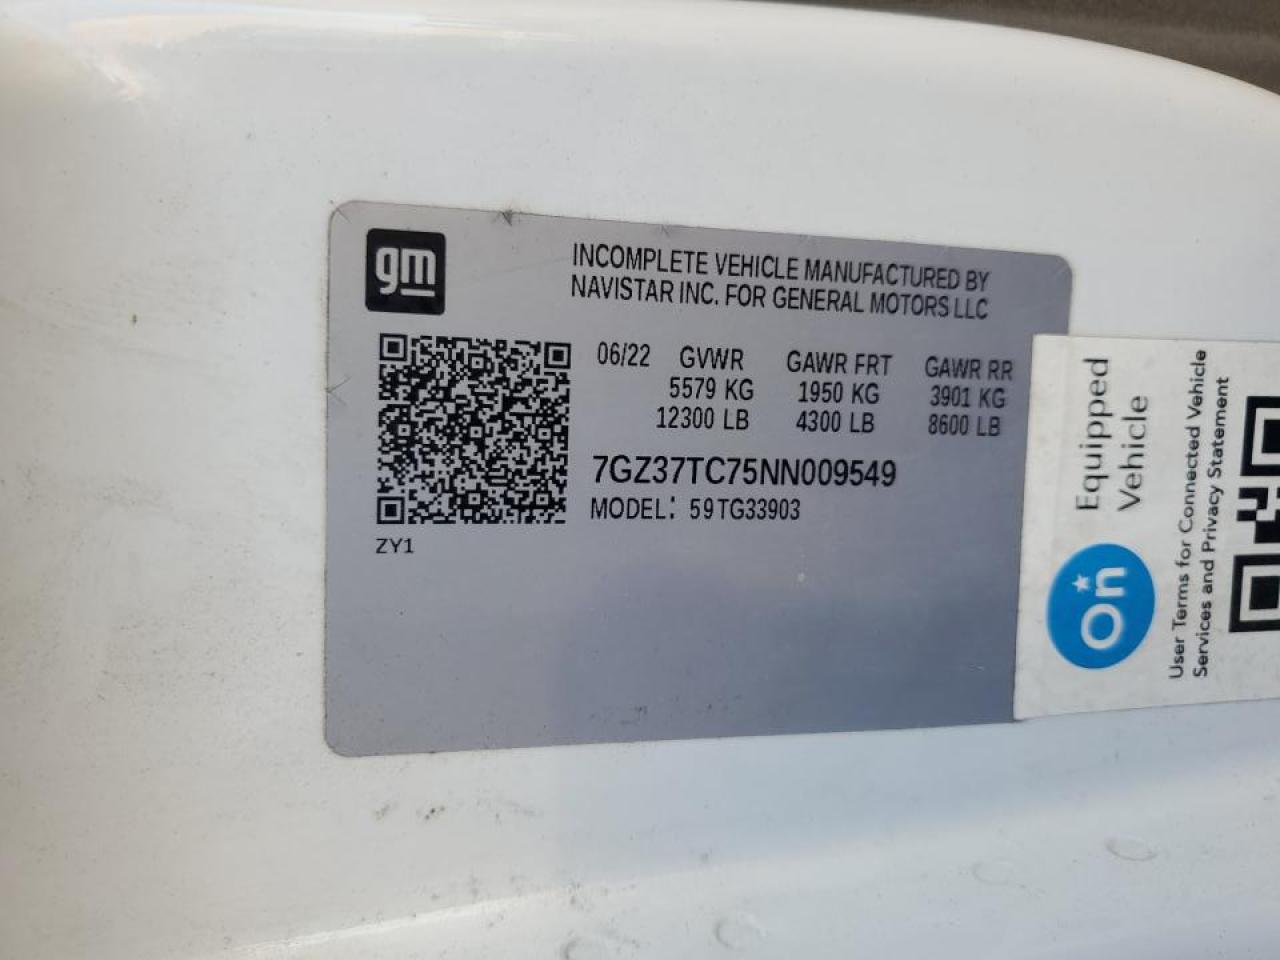 gm
INCOMPLETE VEHICLE MANUFACTURED BY
NAVISTAR INC. FOR GENERAL MOTORS LLC
06/22 GVWR GAWR FRT GAWR RR
5579 KG 1950 KG 3901 KG
12300 LB 4300 LB 8600 LB
7GZ37TC75NN009549
MODEL: 59TG33903
ZY1
On
Equipped
Vehicle
User Terms for Connected Vehicle
Services and Privacy Statement